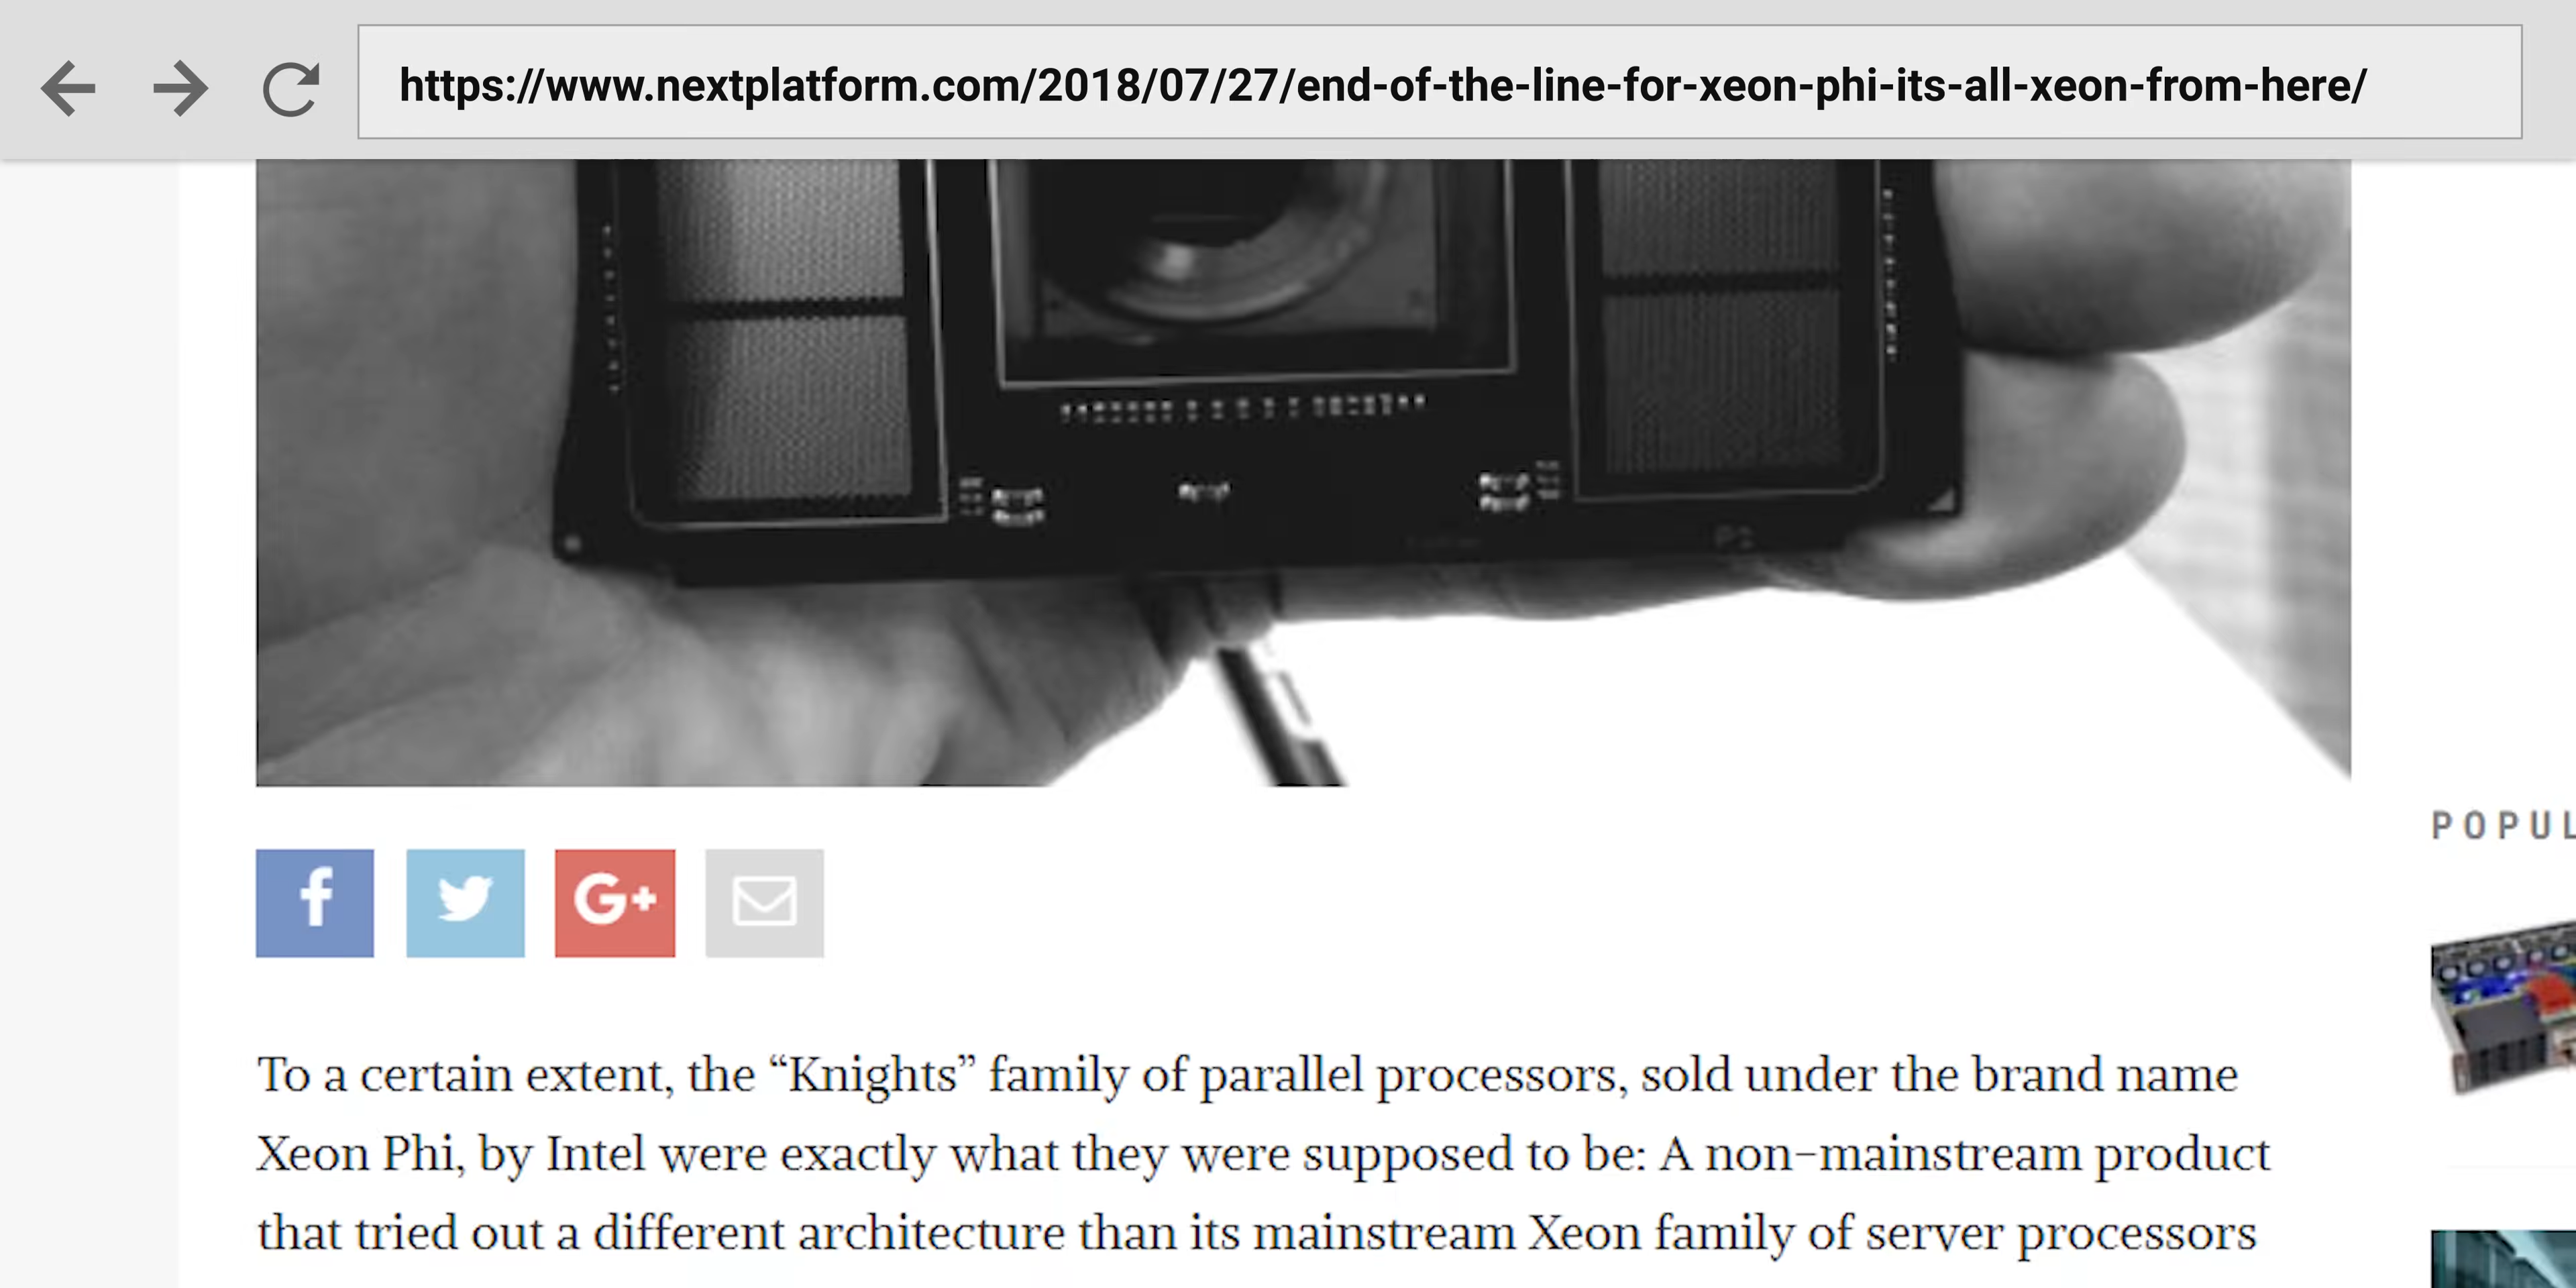 https://www.nextplatform.com/2018/07/27/end-of-the-line-for-xeon-phi-its-all-xeon-from-here/
f
G+
POPUL
To a certain extent, the “Knights” family of parallel processors, sold under the brand name
Xeon Phi, by Intel were exactly what they were supposed to be: A non-mainstream product
that tried out a different architecture than its mainstream Xeon family of server processors